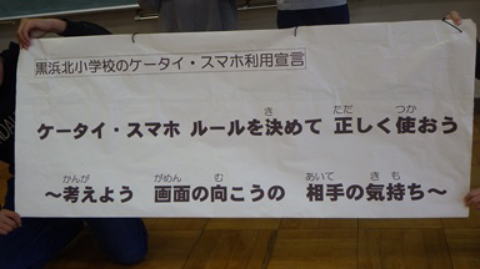 黒浜北小学校のケータイ・スマホ利用宣言
ケータイ・スマホ ルールを決めて 正しく使おう
～考えよう 画面の向こうの 相手の気持ち～